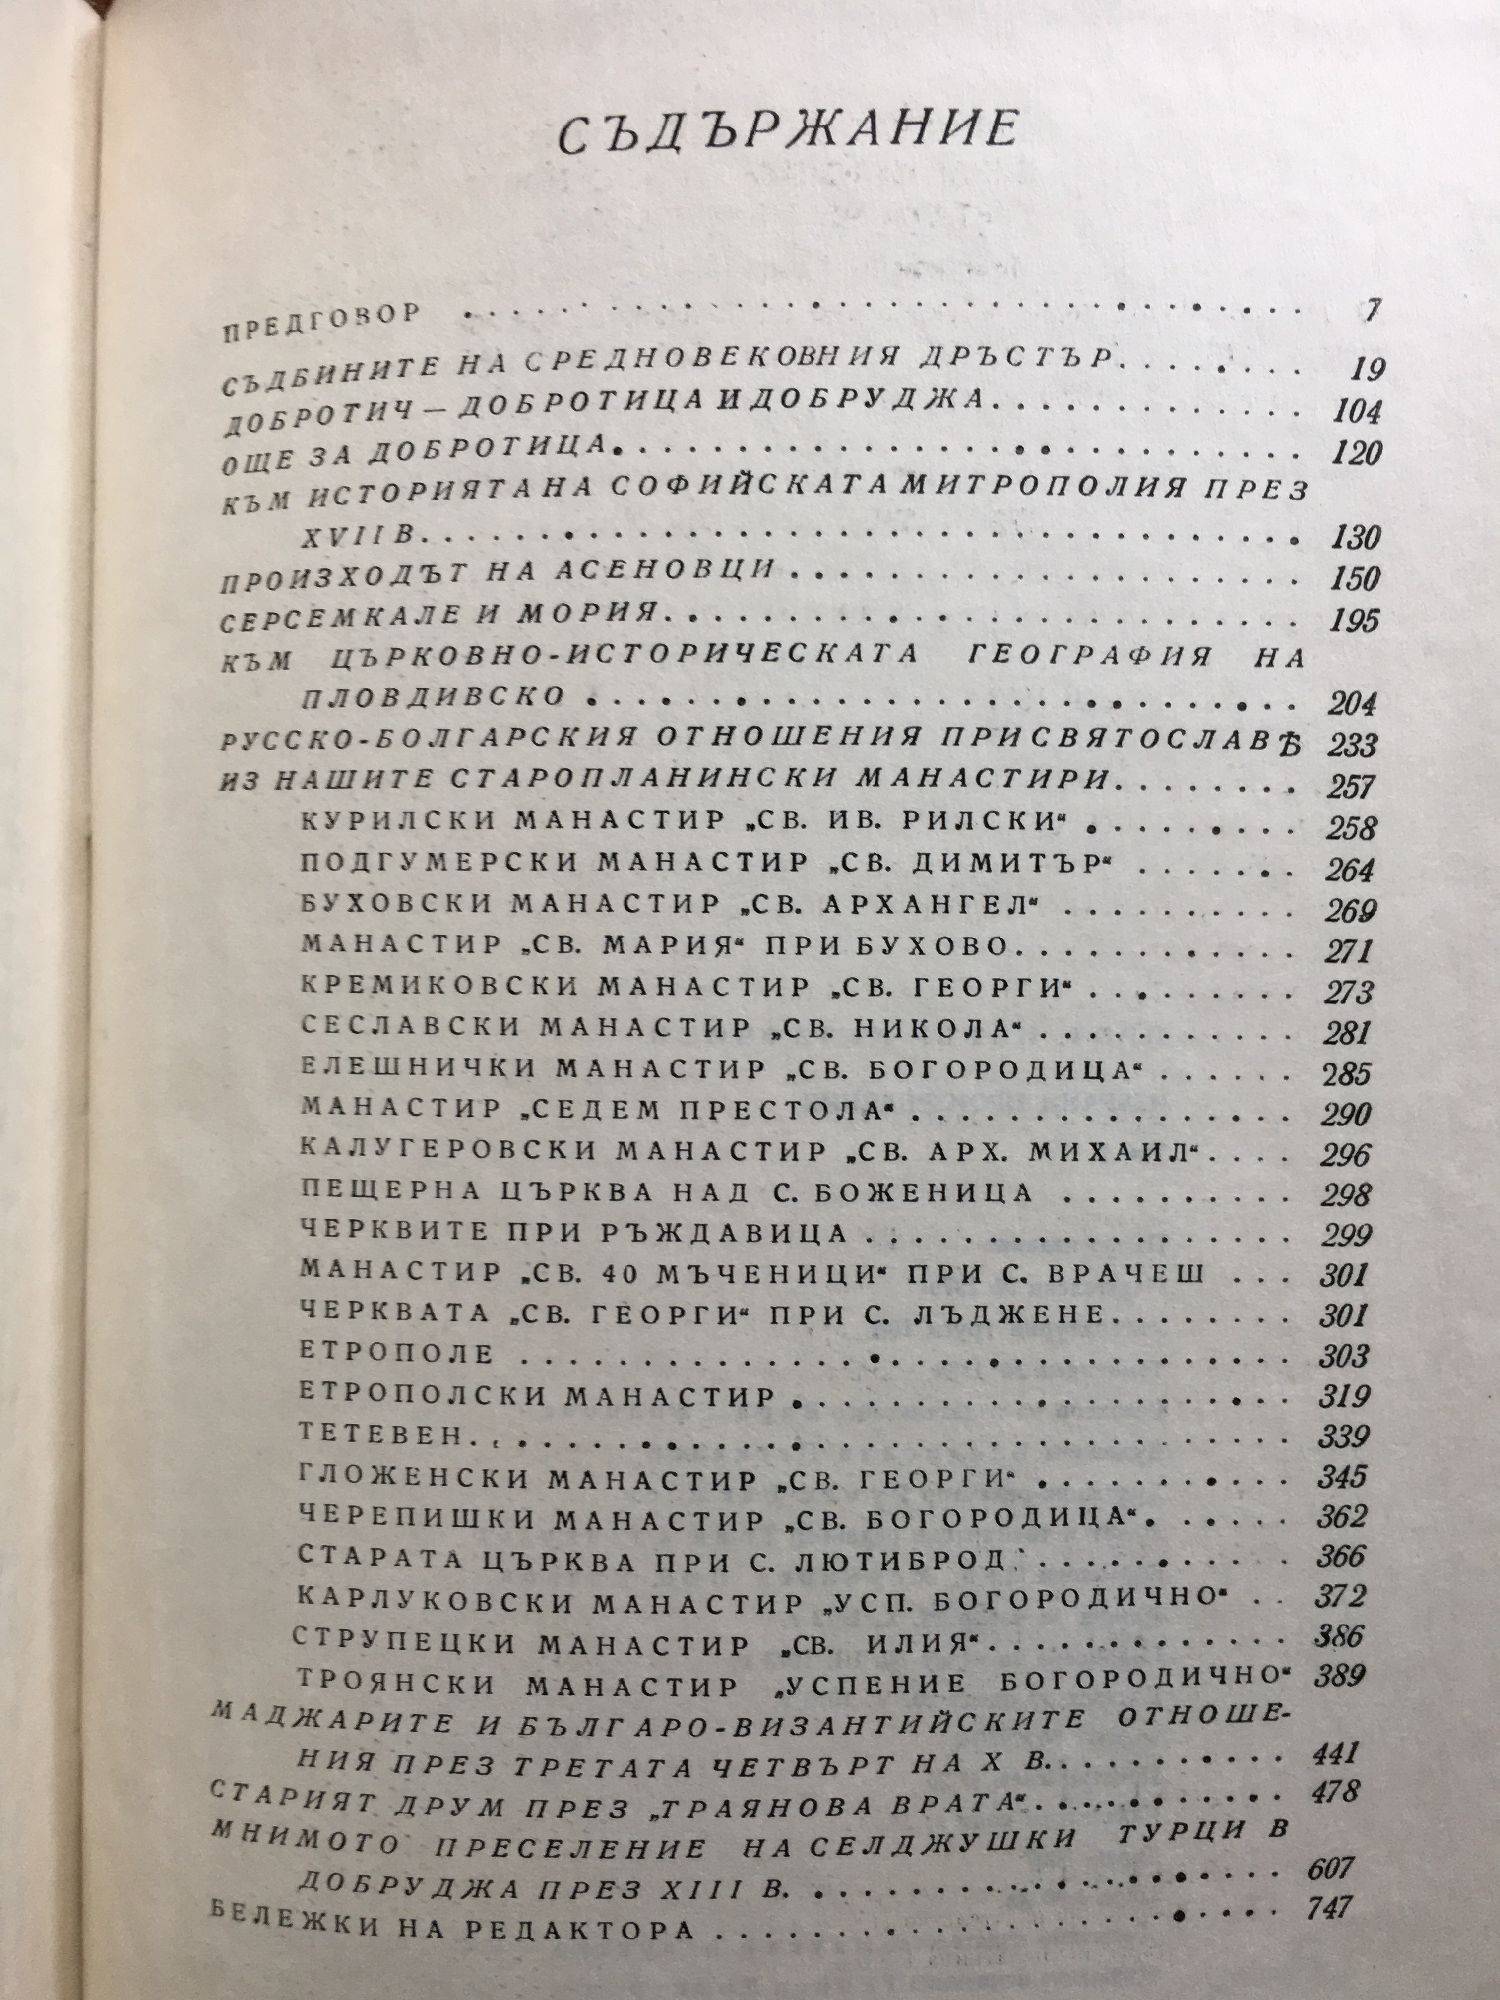 СЪДЪРЖАНИЕ
ПРЕДГОВОР . . . . . . . . . . 7
СЪДБИНИТЕ НА СРЕДНОВЕКОВНИЯ ДРЪСТЪR. . . . . . . . 19
ДОБРОТИЧ — ДОБРОТИЦА И ДОБРУДЖА. . . . . . . . . . 104
ОЩЕ ЗА ДОБРОТИЦА. . . . . . . . . . 120
КЪМ ИСТОРИЯТА НА СОФИЙСКАТА МИТРОПОЛИЯ ПРЕЗ
XVII В. . . . . . . . . . . 130
ПРОИЗХОДЪТ НА АСЕНОВЦИ . . . . . . . . . . 150
СЕРСЕМКАЛЕ И МОРИЯ. . . . . . . . . . 195
КЪМ ЦЪРКОВНО-ИСТОРИЧЕСКАТА ГЕОГРАФИЯ НА
ПЛОВДИВСКО . . . . . . . . . . 204
РУССКО-БОЛГАРСКИЯ ОТНОШЕНИЯ ПРИ СВЯТОСЛАВѢ 233
ИЗ НАШИТЕ СТАРОПЛАНИНСКИ МАНАСТИРИ. . . . . . . . 257
КУРИЛСКИ МАНАСТИР „СВ. ИВ. РИЛСКИ“ . . . . . . . . . 258
ПОДГУМЕРСКИ МАНАСТИР „СВ. ДИМИТЪР“ . . . . . . . 264
БУХОВСКИ МАНАСТИР „СВ. АРХАНГЕЛ“ . . . . . . . . . . 269
МАНАСТИР „СВ. МАРИЯ“ ПРИ БУХОВО. . . . . . . . . . 271
КРЕМИКОВСКИ МАНАСТИР „СВ. ГЕОРГИ“ . . . . . . . . . 273
СЕСЛАВСКИ МАНАСТИР „СВ. НИКОЛА“ . . . . . . . . . . 281
ЕЛЕШНИЧКИ МАНАСТИР „СВ. БОГОРОДИЦА“ . . . . . . 285
МАНАСТИР „СЕДЕМ ПРЕСТОЛА“ . . . . . . . . . . 290
КАЛУГЕРОВСКИ МАНАСТИР „СВ. АРХ. МИХАИЛ“. . . . 296
ПЕЩЕРНА ЦЪРКВА НАД С. БОЖЕНИЦА . . . . . . . . . . 298
ЧЕРКВИТЕ ПРИ РЪЖДАВИЦА . . . . . . . . . . 299
МАНАСТИР „СВ. 40 МЪЧЕНИЦИ“ ПРИ С. ВРАЧЕШ . . . 301
ЧЕРКВАТА „СВ. ГЕОРГИ“ ПРИ С. ЛЪДЖЕНЕ. . . . . . . . 301
ЕТРОПОЛЕ . . . . . . . . . . 303
ЕТРОПОЛСКИ МАНАСТИР . . . . . . . . . . 319
ТЕТЕВЕН. . . . . . . . . . 339
ГЛОЖЕНСКИ МАНАСТИР „СВ. ГЕОРГИ“ . . . . . . . . . . 345
ЧЕРЕПИШКИ МАНАСТИР „СВ. БОГОРОДИЦА“. . . . . . 362
СТАРАТА ЦЪРКВА ПРИ С. ЛЮТИБРОД . . . . . . . . . . 366
КАРЛУКОВСКИ МАНАСТИР „УСП. БОГОРОДИЧНО“ . . 372
СТРУПЕЦКИ МАНАСТИР „СВ. ИЛИЯ“. . . . . . . . . . 386
ТРОЯНСКИ МАНАСТИР „УСПЕНИЕ БОГОРОДИЧНО“ 389
МАДЖАРИТЕ И БЪЛГАРО-ВИЗАНТИЙСКИТЕ ОТНОШЕ-
НИЯ ПРЕЗ ТРЕТАТА ЧЕТВЪРТ НА X В. . . . . . . . . . 441
СТАРИЯТ ДРУМ ПРЕЗ „ТРАЯНОВА ВРАТА“. . . . . . . . . . 478
МНИМОТО ПРЕСЕЛЕНИЕ НА СЕЛДЖУШКИ ТУРЦИ В
ДОБРУДЖА ПРЕЗ XIII В. . . . . . . . . . . 607
БЕЛЕЖКИ НА РЕДАКТОРА . . . . . . . . . . 747